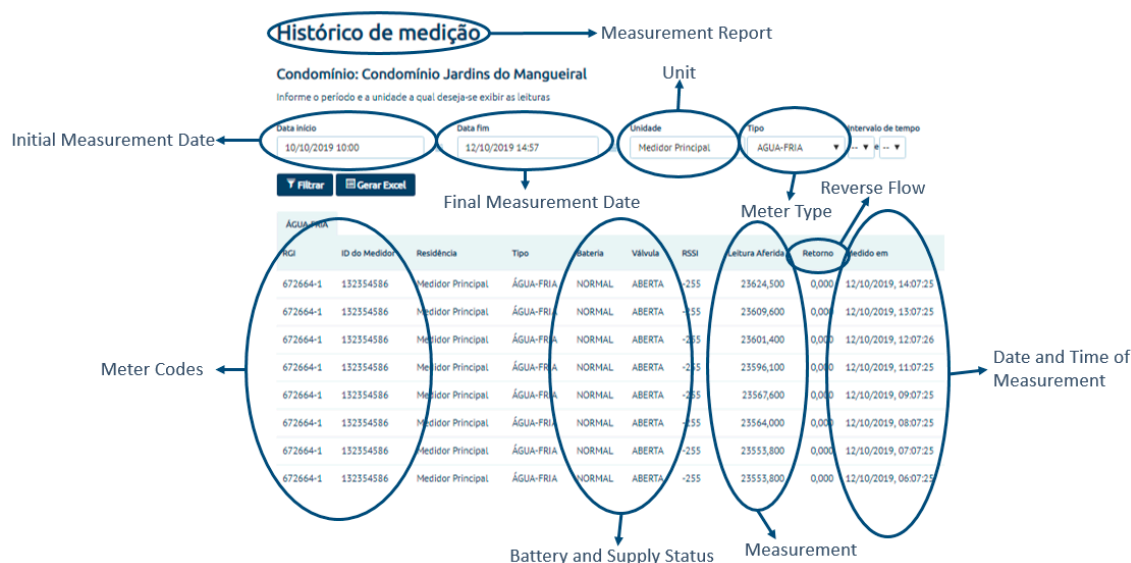 Histórico de medição
Measurement Report
Condomínio: Condomínio Jardins do Mangueiral
Unit
Informe o período e a unidade a qual deseja-se exibir as leituras
Data início Data fim Unidade Tipo Intervalo de tempo
Initial Measurement Date
10/10/2019 10:00 12/10/2019 14:57 Medidor Principal AGUA-FRIA -- e --
Filtrar Gerar Excel
Final Measurement Date
Meter Type
Reverse Flow
ÁGUA-FRIA
RGI ID do Medidor Residência Tipo Bateria Válvula RSSI Leitura Aferida Retorno Medido em
672664-1 132354586 Medidor Principal ÁGUA-FRIA NORMAL ABERTA -255 23624,500 0,000 12/10/2019, 14:07:25
672664-1 132354586 Medidor Principal ÁGUA-FRIA NORMAL ABERTA -255 23609,600 0,000 12/10/2019, 13:07:25
672664-1 132354586 Medidor Principal ÁGUA-FRIA NORMAL ABERTA -255 23601,400 0,000 12/10/2019, 12:07:26
672664-1 132354586 Medidor Principal ÁGUA-FRIA NORMAL ABERTA -255 23596,100 0,000 12/10/2019, 11:07:25
672664-1 132354586 Medidor Principal ÁGUA-FRIA NORMAL ABERTA -255 23567,600 0,000 12/10/2019, 09:07:25
672664-1 132354586 Medidor Principal ÁGUA-FRIA NORMAL ABERTA -255 23564,000 0,000 12/10/2019, 08:07:25
672664-1 132354586 Medidor Principal ÁGUA-FRIA NORMAL ABERTA -255 23553,800 0,000 12/10/2019, 07:07:25
672664-1 132354586 Medidor Principal ÁGUA-FRIA NORMAL ABERTA -255 23553,800 0,000 12/10/2019, 06:07:25
Meter Codes
Date and Time of
Measurement
Battery and Supply Status
Measurement